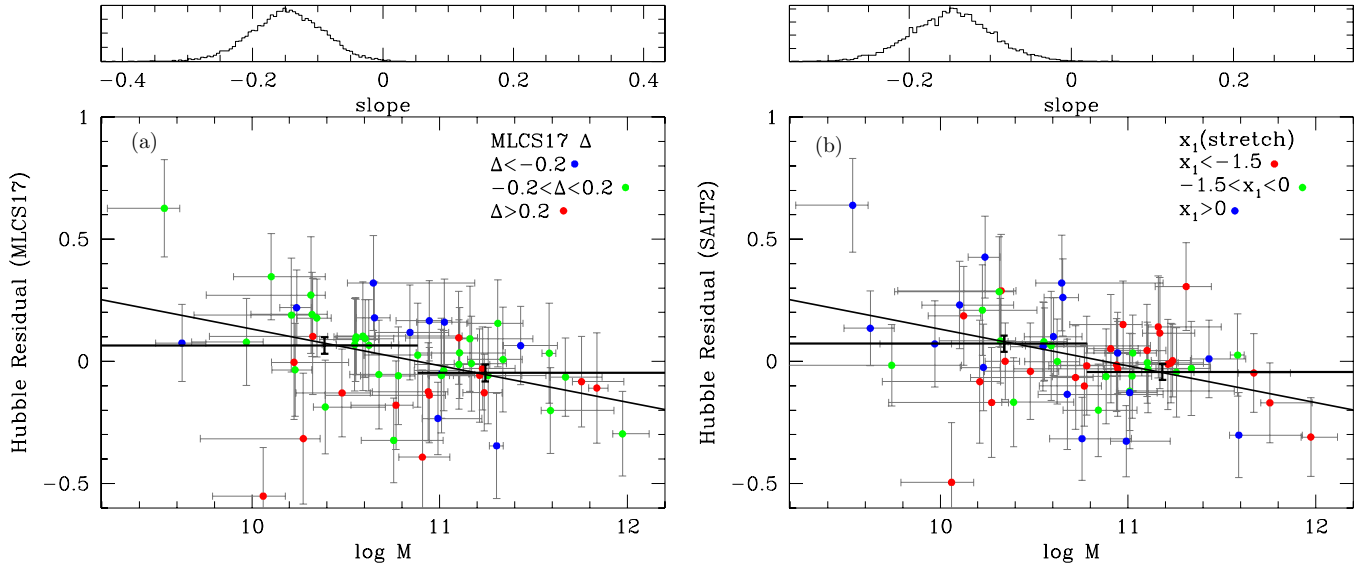 −0.4 −0.2 0 0.2 0.4
slope
−0.2 0 0.2
slope
(a)
MLCS17 Δ
Δ<−0.2
−0.2<Δ<0.2
Δ>0.2
1
0.5
0
−0.5
Hubble Residual (MLCS17)
10 11 12
log M
(b)
x₁(stretch)
x₁<−1.5
−1.5<x₁<0
x₁>0
1
0.5
0
−0.5
Hubble Residual (SALT2)
10 11 12
log M